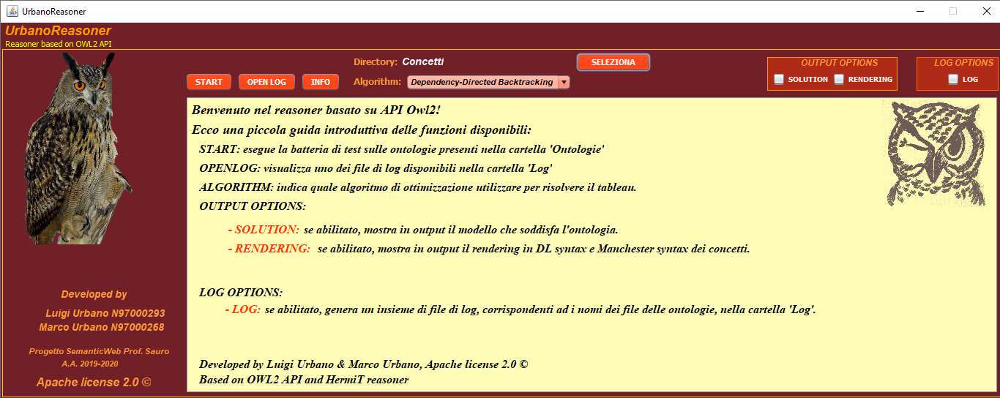 UrbanoReasoner
UrbanoReasoner
Reasoner based on OWL2 API
Directory: Concetti
SELEZIONA
START
OPEN LOG
INFO
Algorithm: Dependency-Directed Backtracking
OUTPUT OPTIONS
SOLUTION
RENDERING
LOG OPTIONS
LOG
Benvenuto nel reasoner basato su API Owl2!
Ecco una piccola guida introduttiva delle funzioni disponibili:
START: esegue la batteria di test sulle ontologie presenti nella cartella 'Ontologie'
OPENLOG: visualizza uno dei file di log disponibili nella cartella 'Log'
ALGORITHM: indica quale algoritmo di ottimizzazione utilizzare per risolvere il tableau.
OUTPUT OPTIONS:
- SOLUTION: se abilitato, mostra in output il modello che soddisfa l'ontologia.
- RENDERING: se abilitato, mostra in output il rendering in DL syntax e Manchester syntax dei concetti.
LOG OPTIONS:
- LOG: se abilitato, genera un insieme di file di log, corrispondenti ad i nomi dei file delle ontologie, nella cartella 'Log'.
Developed by Luigi Urbano & Marco Urbano, Apache license 2.0 ©
Based on OWL2 API and HermiT reasoner
Developed by
Luigi Urbano N97000293
Marco Urbano N97000268
Progetto SemanticWeb Prof. Sauro
A.A. 2019-2020
Apache license 2.0 ©